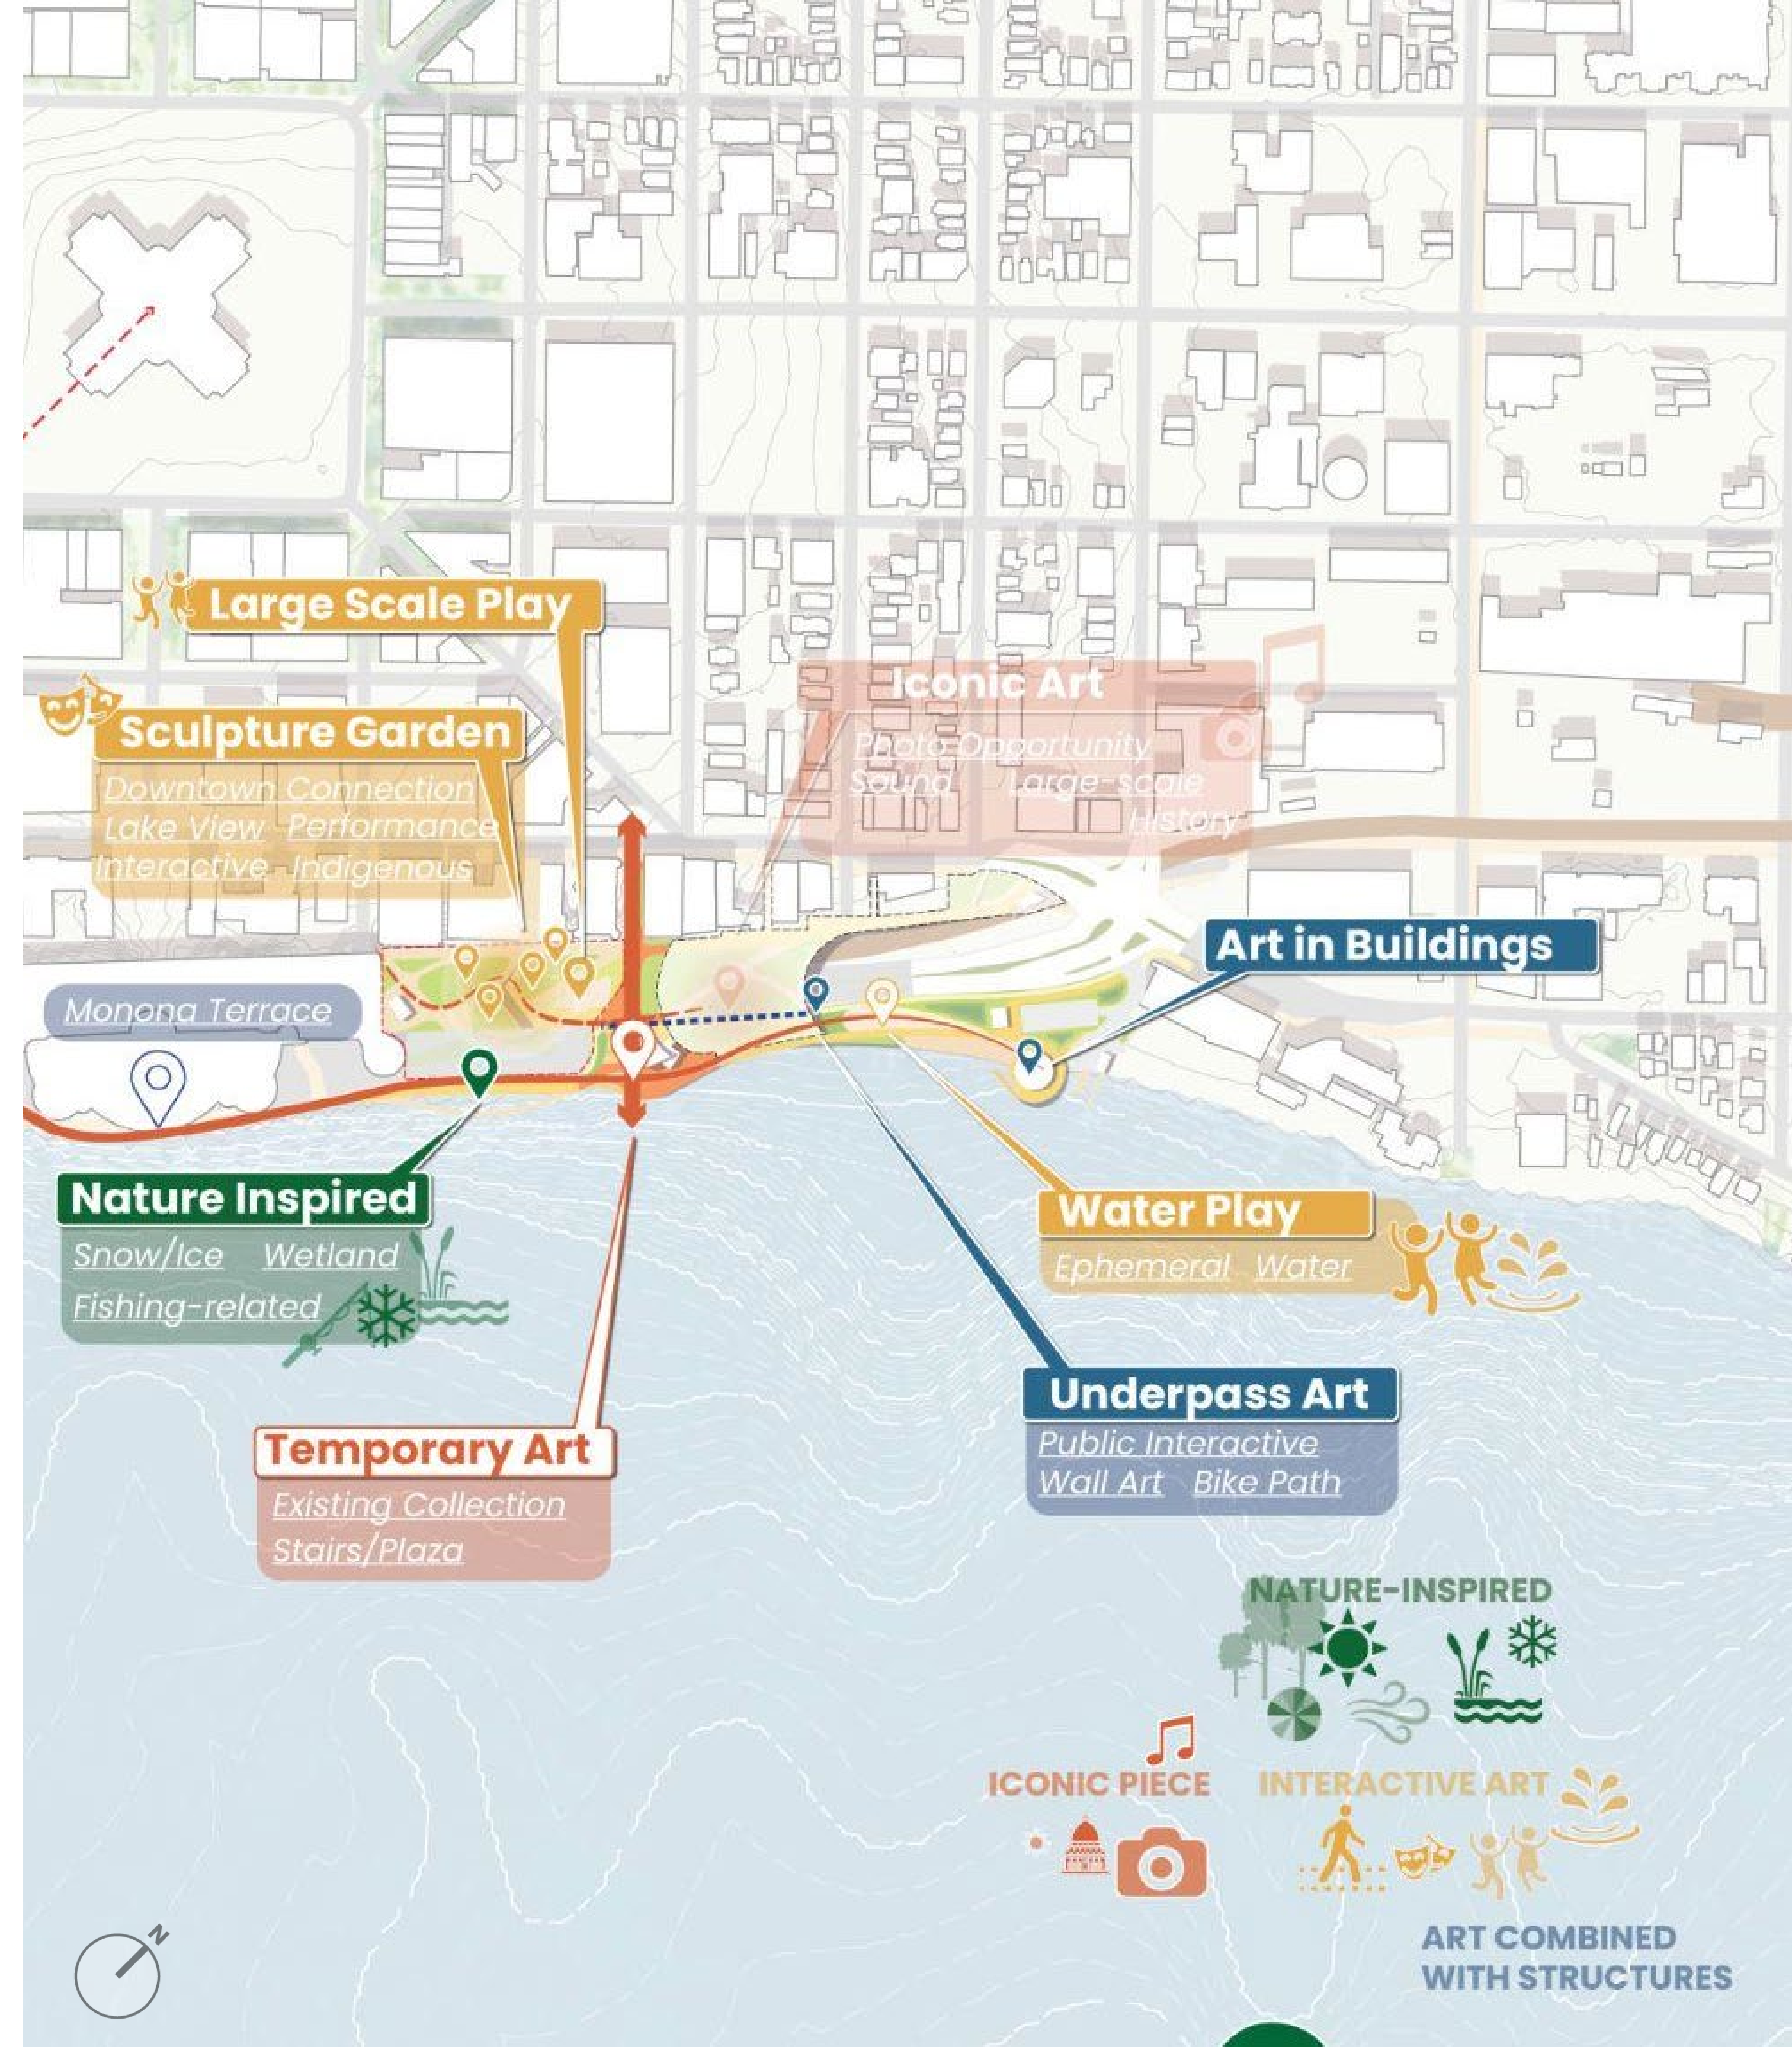 Large Scale Play
Sculpture Garden
Downtown Connection
Lake View Performance
Interactive Indigenous
Iconic Art
Photo Opportunity
Sound Large-scale
History
Art in Buildings
Monona Terrace
Nature Inspired
Snow/Ice Wetland
Fishing-related
Water Play
Ephemeral Water
Underpass Art
Public Interactive
Wall Art Bike Path
Temporary Art
Existing Collection
Stairs/Plaza
NATURE-INSPIRED
ICONIC PIECE INTERACTIVE ART
ART COMBINED
WITH STRUCTURES
N